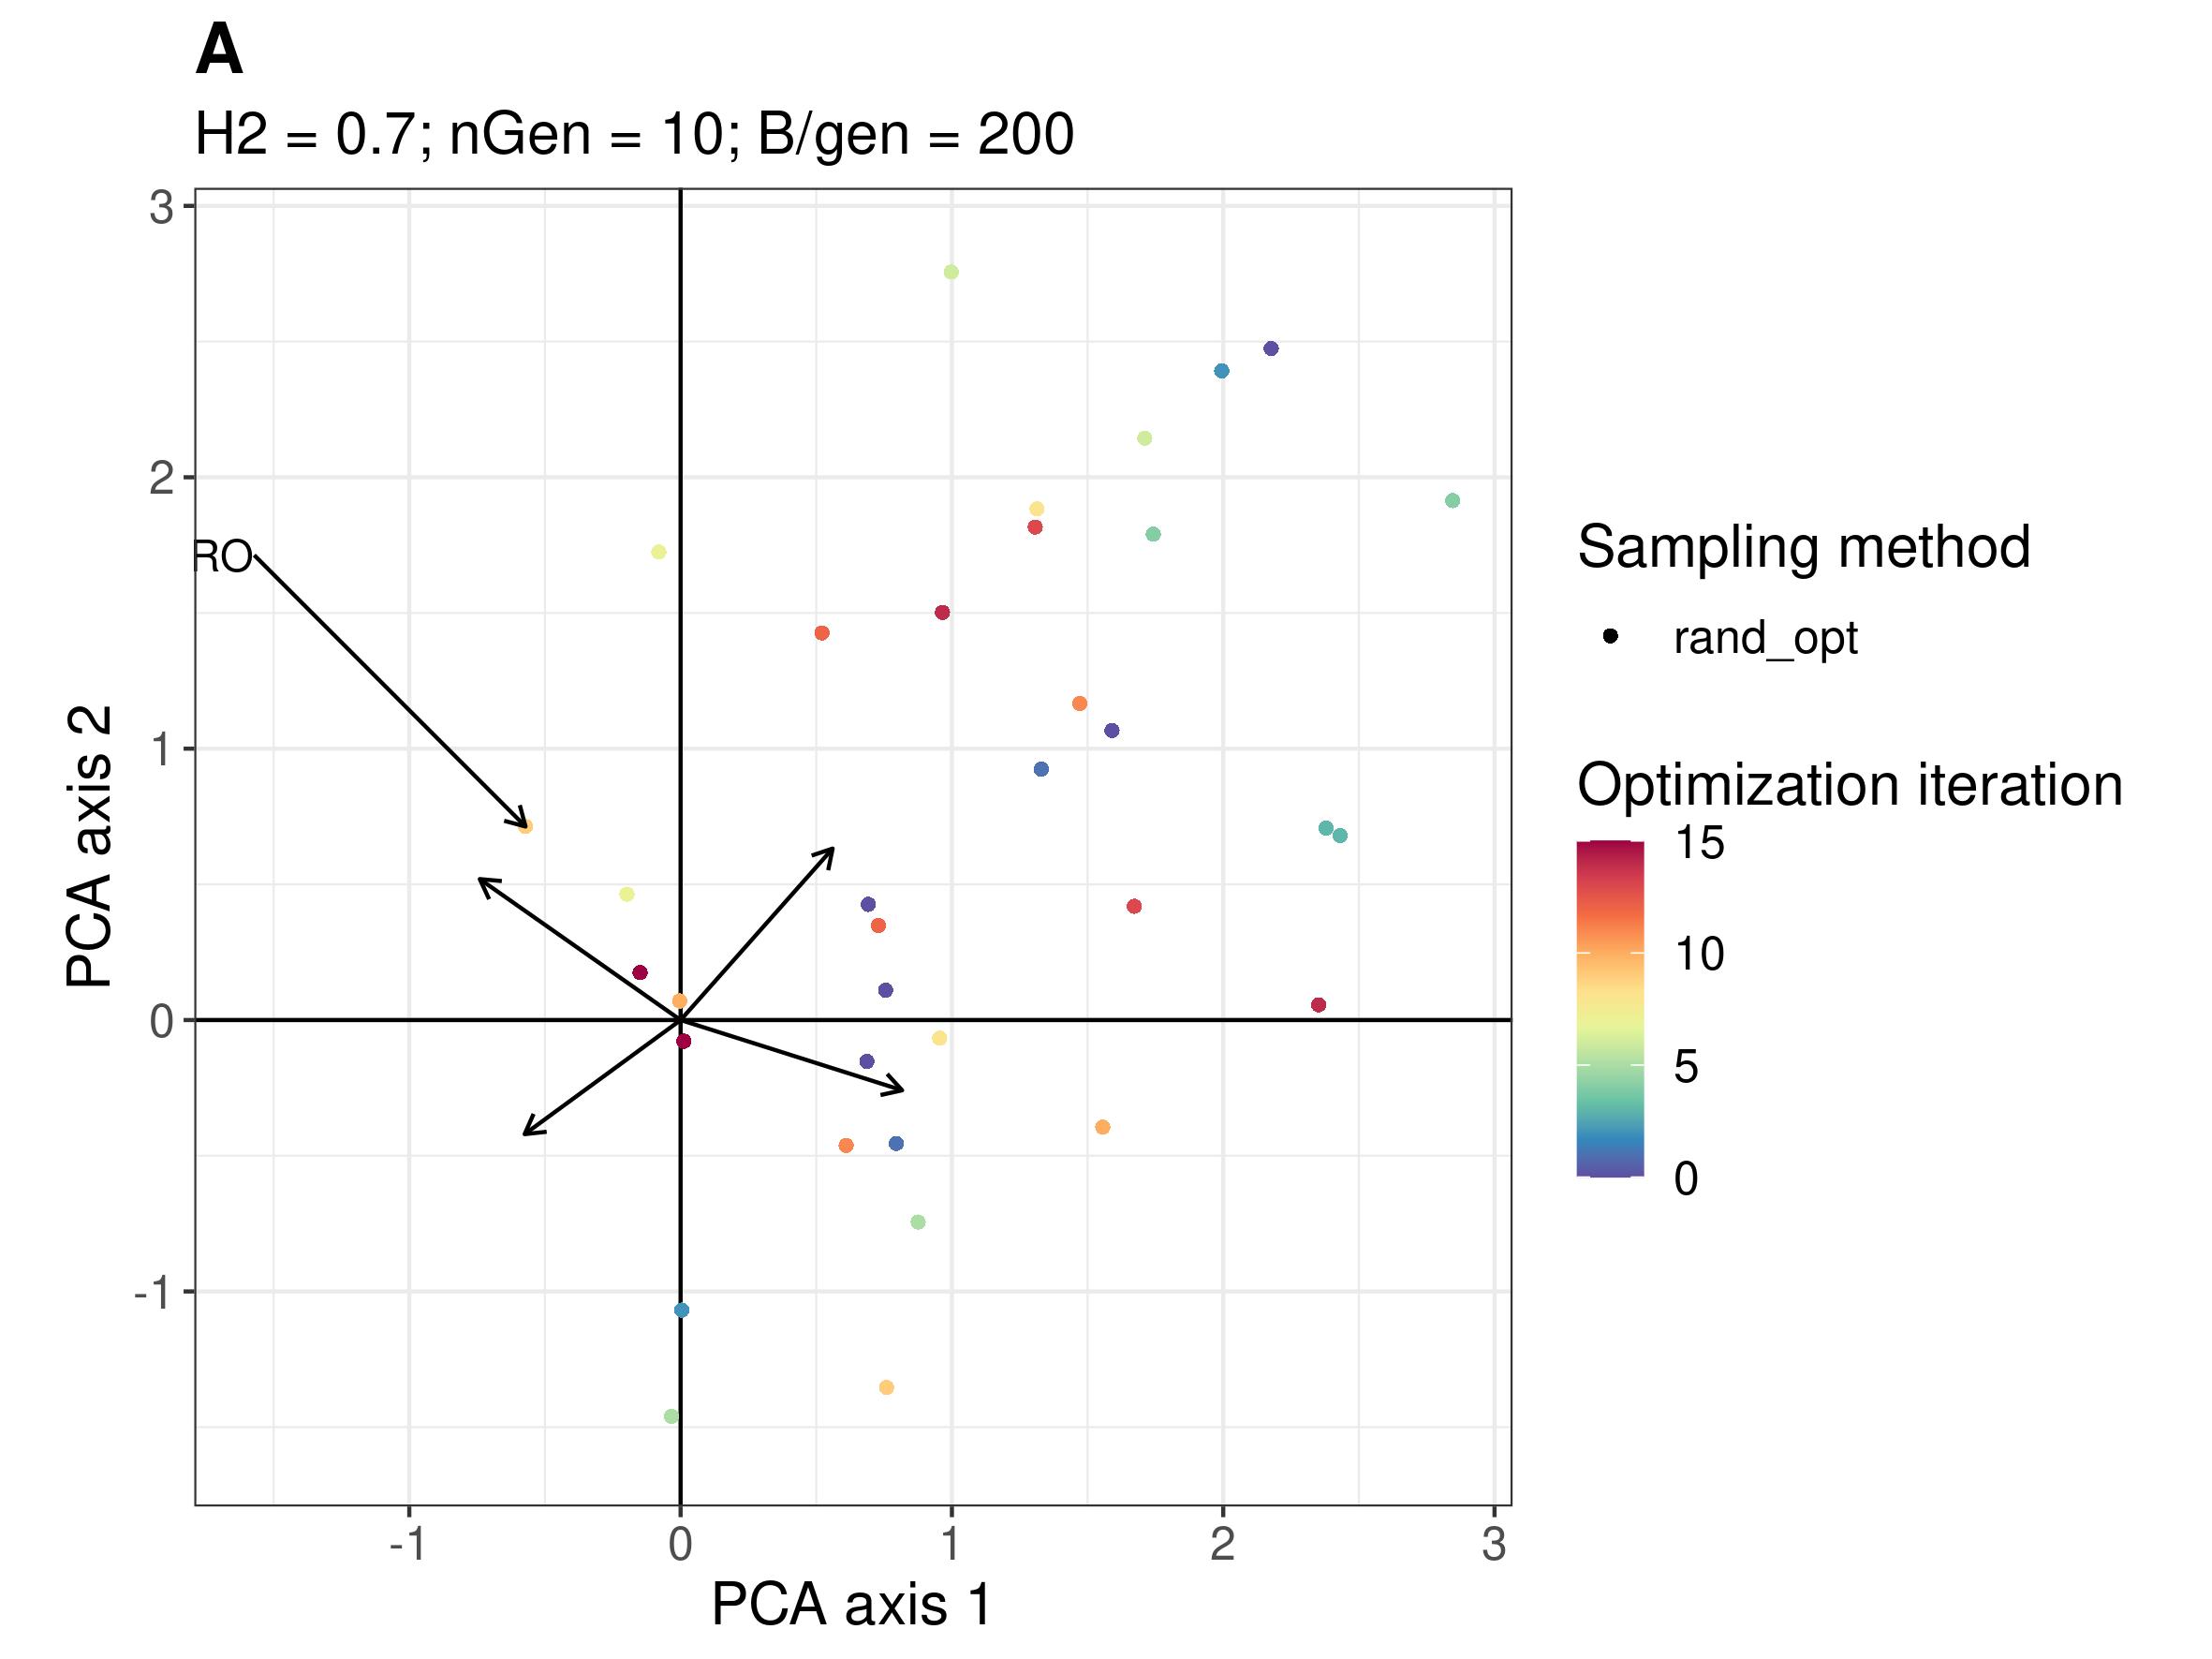 A
H2 = 0.7; nGen = 10; B/gen = 200
3
2
1
0
-1
RO
-1 0 1 2 3
PCA axis 1
PCA axis 2
Sampling method
rand_opt
Optimization iteration
15
10
5
0